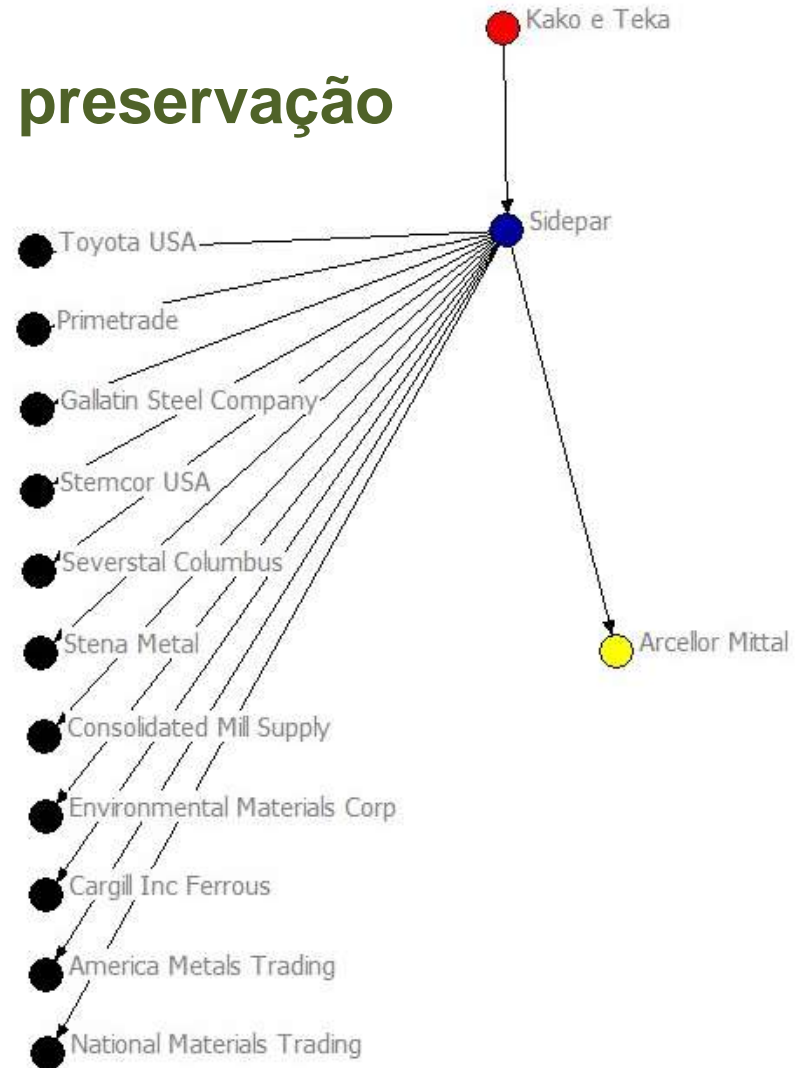 Kako e Teka
preservação
Sidepar
Toyota USA
Primetrade
Gallatin Steel Company
Stemcor USA
Severstal Columbus
Stena Metal
Arcellor Mittal
Consolidated Mill Supply
Environmental Materials Corp
Cargill Inc Ferrous
America Metals Trading
National Materials Trading